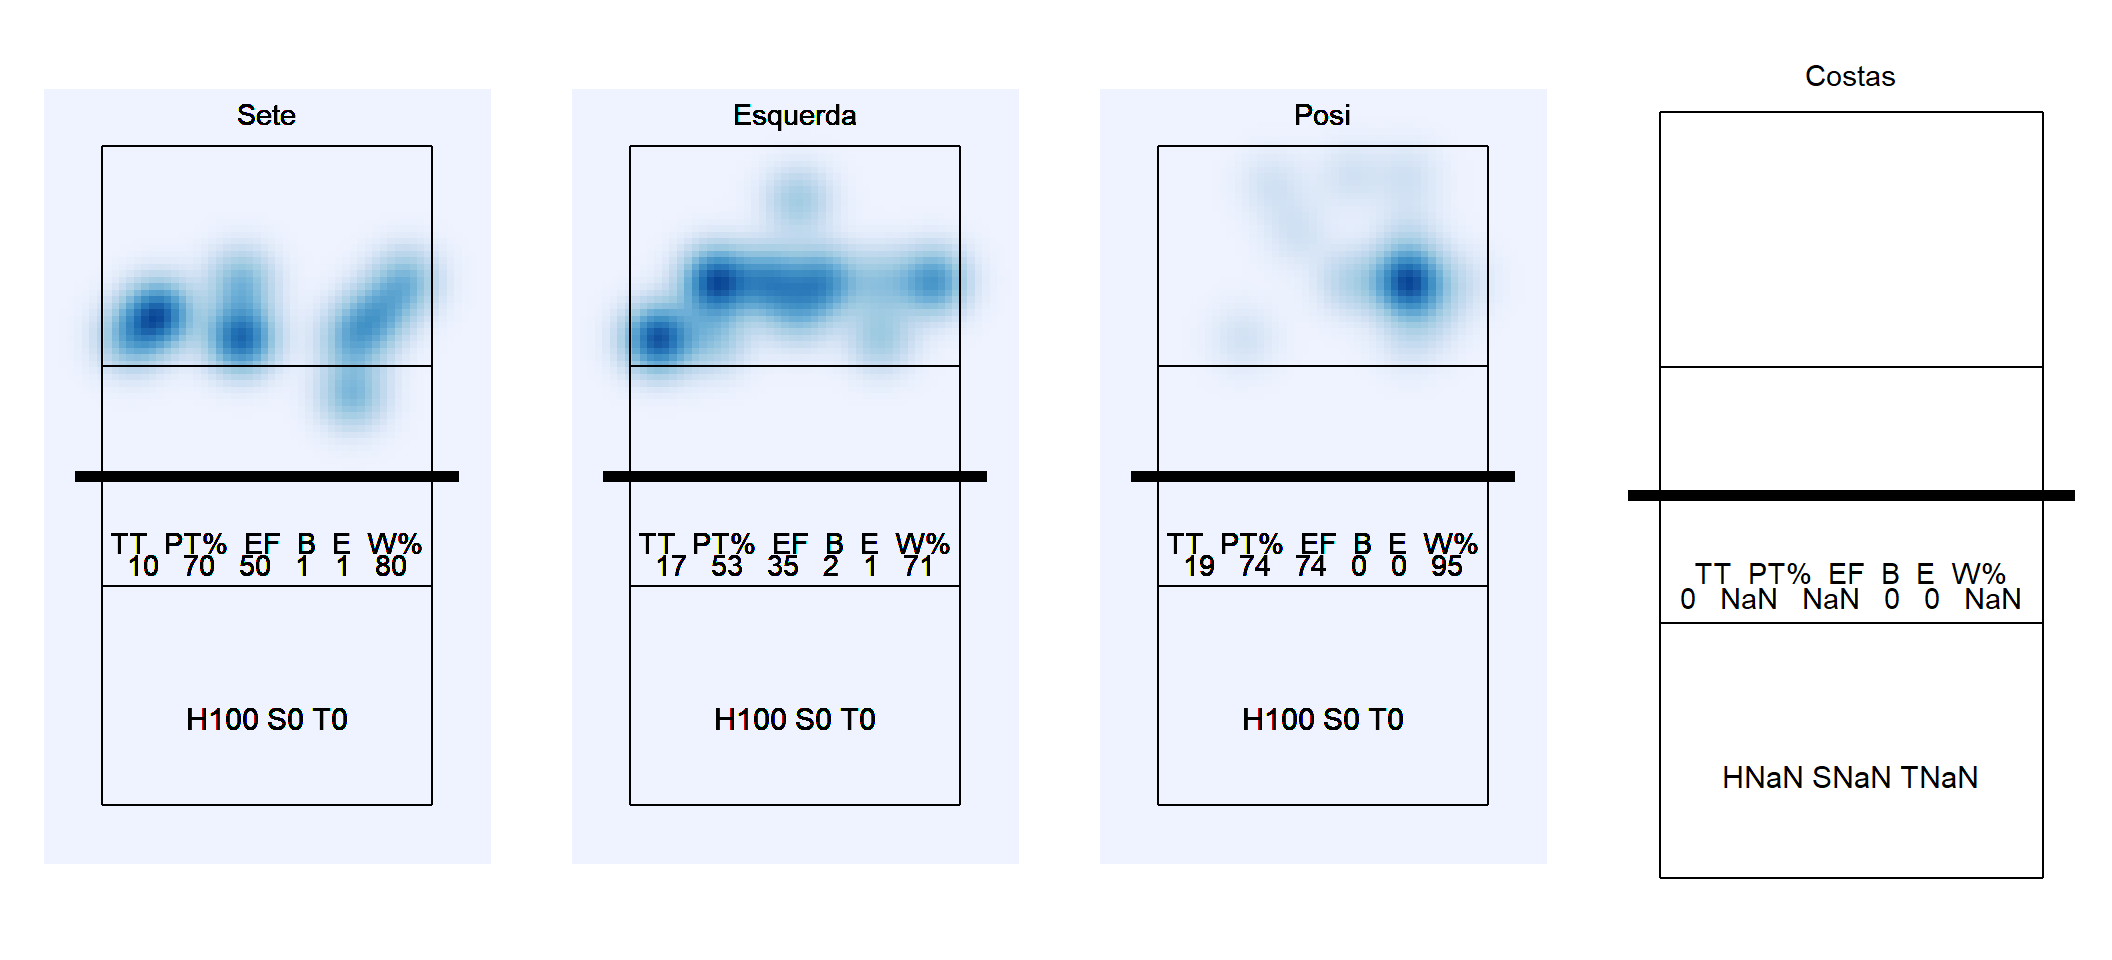 Sete
TT PT% EF B E W%
10 70 50 1 1 80
H100 S0 T0
Esquerda
TT PT% EF B E W%
17 53 35 2 1 71
H100 S0 T0
Posi
TT PT% EF B E W%
19 74 74 0 0 95
H100 S0 T0
Costas
TT PT% EF B E W%
0 NaN NaN 0 0 NaN
HNaN SNaN TNaN